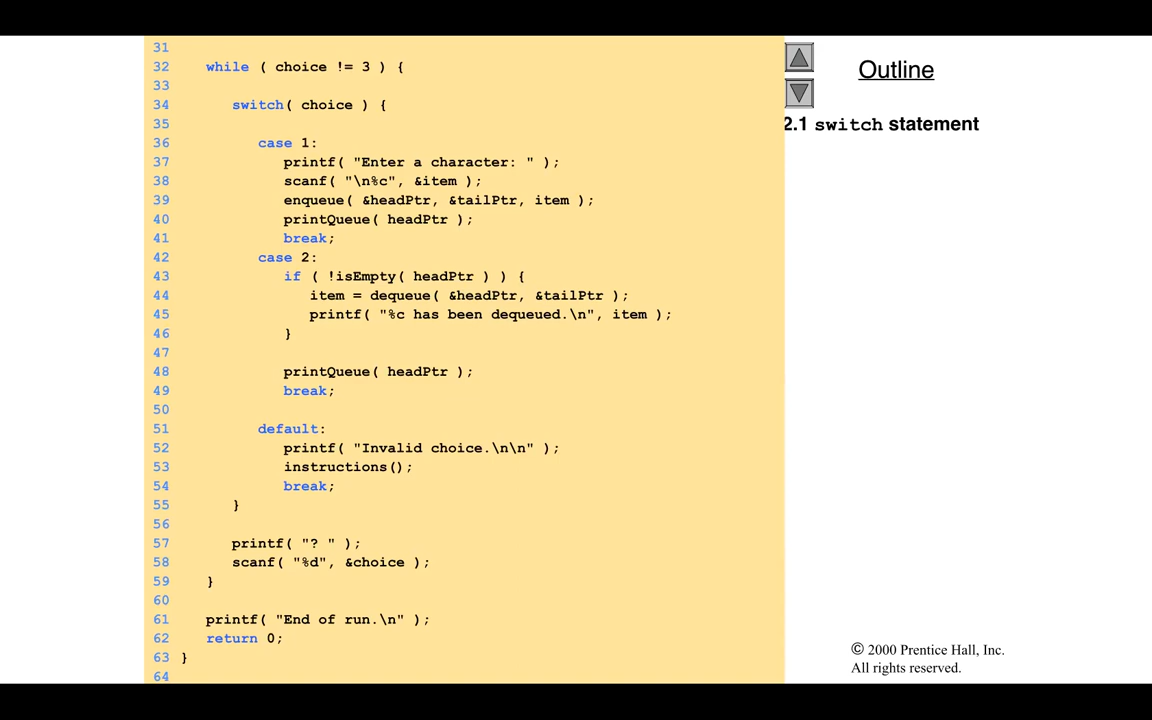 31
32 while ( choice != 3 ) {
33
34 switch( choice ) {
35
36 case 1:
37 printf( "Enter a character: " );
38 scanf( "\n%c", &item );
39 enqueue( &headPtr, &tailPtr, item );
40 printQueue( headPtr );
41 break;
42 case 2:
43 if ( !isEmpty( headPtr ) ) {
44 item = dequeue( &headPtr, &tailPtr );
45 printf( "%c has been dequeued.\n", item );
46 }
47
48 printQueue( headPtr );
49 break;
50
51 default:
52 printf( "Invalid choice.\n\n" );
53 instructions();
54 break;
55 }
56
57 printf( "? " );
58 scanf( "%d", &choice );
59 }
60
61 printf( "End of run.\n" );
62 return 0;
63 }
64
Outline
2.1 switch statement
© 2000 Prentice Hall, Inc.
All rights reserved.